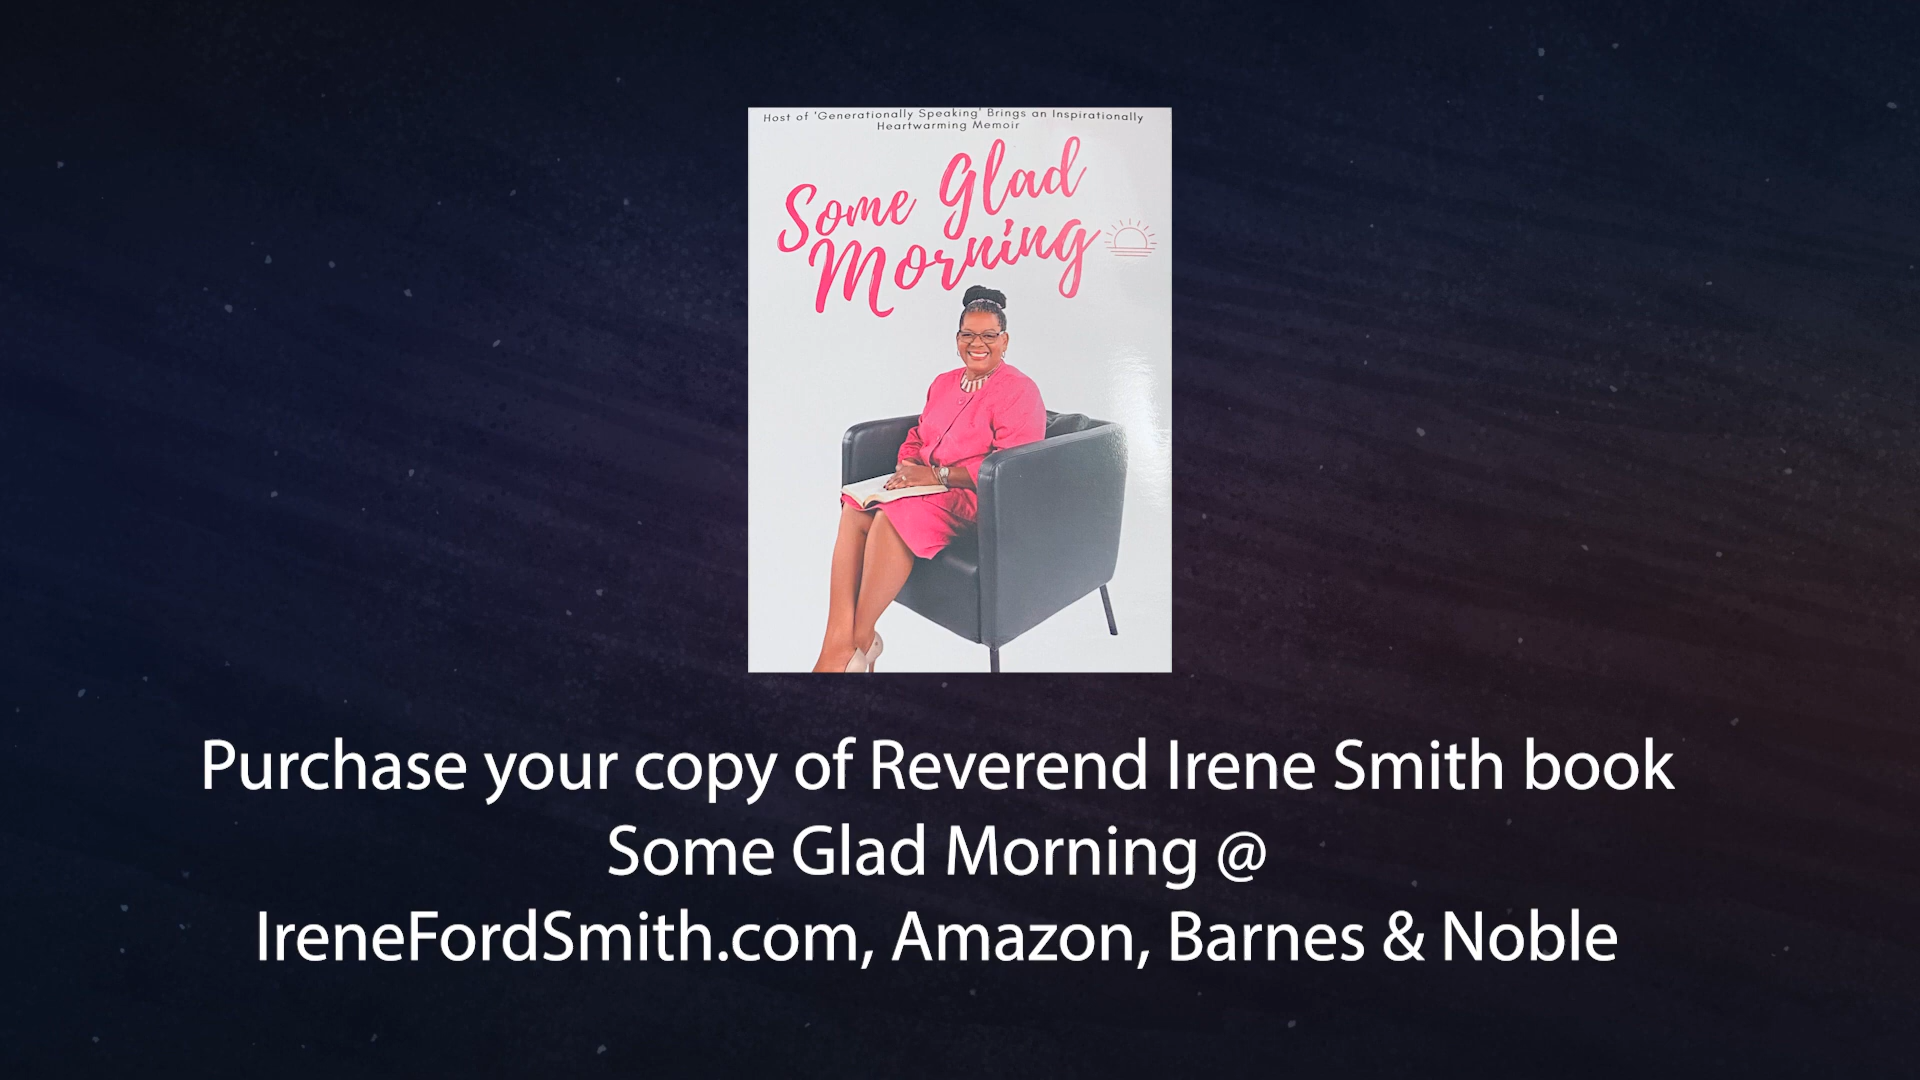 Host of 'Generationally Speaking' Brings an Inspirationally
Heartwarming Memoir
Some Glad
Morning
Purchase your copy of Reverend Irene Smith book
Some Glad Morning @
IreneFordSmith.com, Amazon, Barnes & Noble